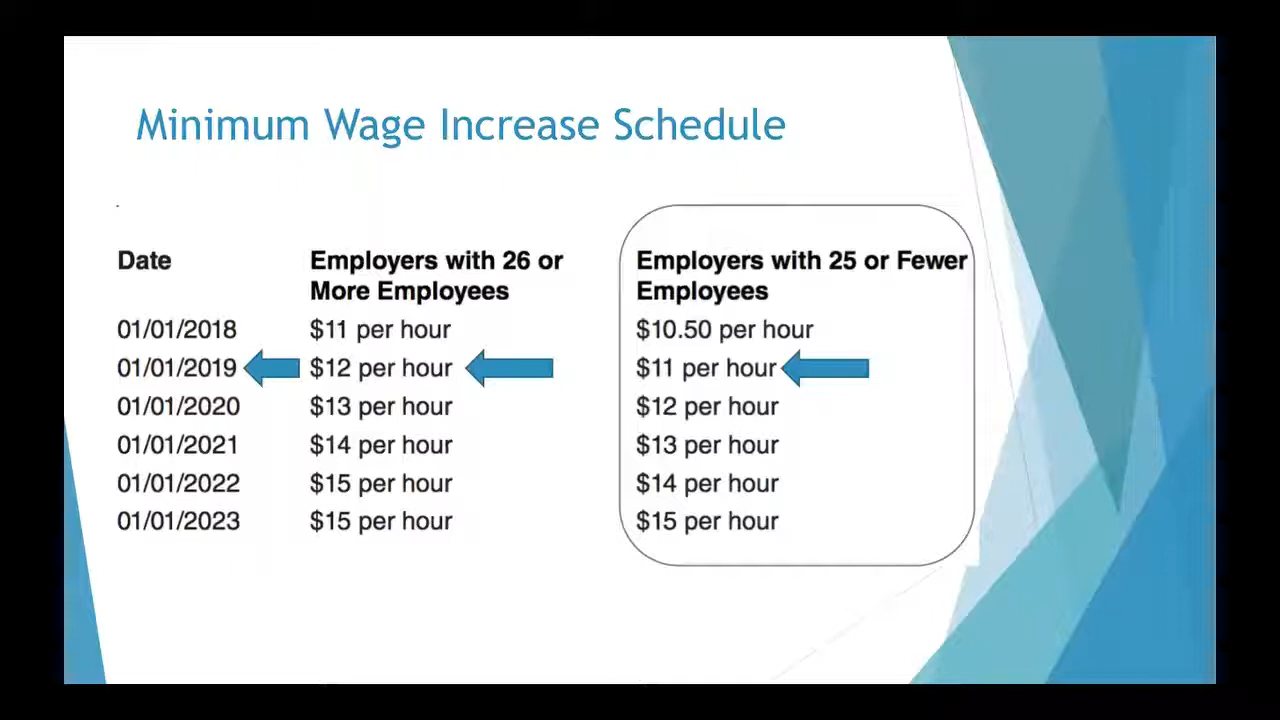 Minimum Wage Increase Schedule
Date Employers with 26 or More Employees Employers with 25 or Fewer Employees
01/01/2018 $11 per hour $10.50 per hour
01/01/2019 $12 per hour $11 per hour
01/01/2020 $13 per hour $12 per hour
01/01/2021 $14 per hour $13 per hour
01/01/2022 $15 per hour $14 per hour
01/01/2023 $15 per hour $15 per hour